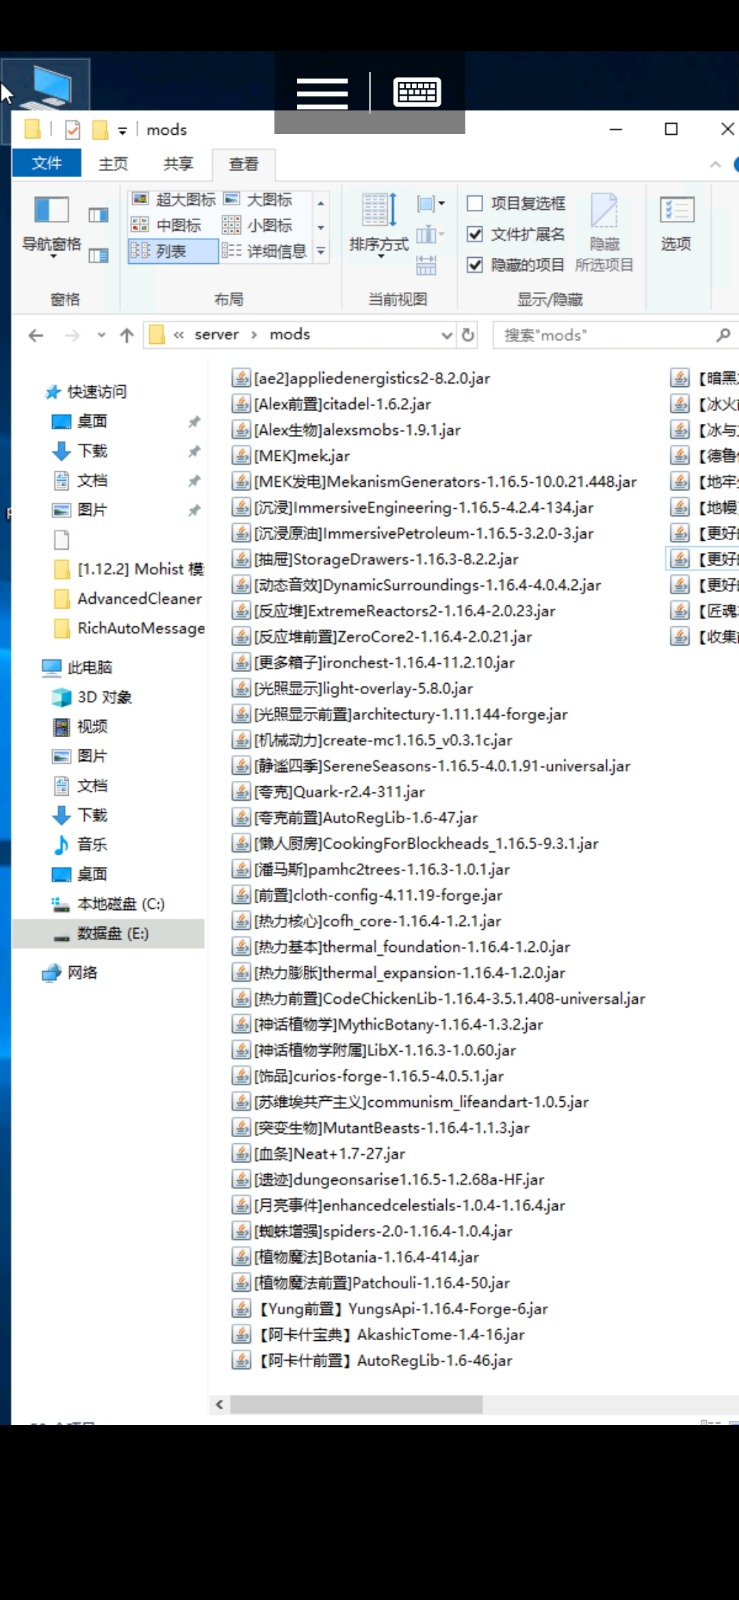 mods
文件 主页 共享 查看
超大图标 大图标
中图标 小图标
列表 详细信息
导航窗格
排序方式
项目复选框
文件扩展名
隐藏的项目
隐藏
所选项目
选项
窗格 布局 当前视图 显示/隐藏
« server › mods
搜索"mods"
快速访问
桌面
下载
文档
图片
[1.12.2] Mohist 模
AdvancedCleaner
RichAutoMessage
此电脑
3D 对象
视频
图片
文档
下载
音乐
桌面
本地磁盘 (C:)
数据盘 (E:)
网络
[ae2]appliedenergistics2-8.2.0.jar
[Alex前置]citadel-1.6.2.jar
[Alex生物]alexsmobs-1.9.1.jar
[MEK]mek.jar
[MEK发电]MekanismGenerators-1.16.5-10.0.21.448.jar
[沉浸]ImmersiveEngineering-1.16.5-4.2.4-134.jar
[沉浸原油]ImmersivePetroleum-1.16.5-3.2.0-3.jar
[抽屉]StorageDrawers-1.16.3-8.2.2.jar
[动态音效]DynamicSurroundings-1.16.4-4.0.4.2.jar
[反应堆]ExtremeReactors2-1.16.4-2.0.23.jar
[反应堆前置]ZeroCore2-1.16.4-2.0.21.jar
[更多箱子]ironchest-1.16.4-11.2.10.jar
[光照显示]light-overlay-5.8.0.jar
[光照显示前置]architectury-1.11.144-forge.jar
[机械动力]create-mc1.16.5_v0.3.1c.jar
[静谧四季]SereneSeasons-1.16.5-4.0.1.91-universal.jar
[夸克]Quark-r2.4-311.jar
[夸克前置]AutoRegLib-1.6-47.jar
[懒人厨房]CookingForBlockheads_1.16.5-9.3.1.jar
[潘马斯]pamhc2trees-1.16.3-1.0.1.jar
[前置]cloth-config-4.11.19-forge.jar
[热力核心]cofh_core-1.16.4-1.2.1.jar
[热力基本]thermal_foundation-1.16.4-1.2.0.jar
[热力膨胀]thermal_expansion-1.16.4-1.2.0.jar
[热力前置]CodeChickenLib-1.16.4-3.5.1.408-universal.jar
[神话植物学]MythicBotany-1.16.4-1.3.2.jar
[神话植物学附属]LibX-1.16.3-1.0.60.jar
[饰品]curios-forge-1.16.5-4.0.5.1.jar
[苏维埃共产主义]communism_lifeandart-1.0.5.jar
[突变生物]MutantBeasts-1.16.4-1.1.3.jar
[血条]Neat+1.7-27.jar
[遗迹]dungeonsarise1.16.5-1.2.68a-HF.jar
[月亮事件]enhancedcelestials-1.0.4-1.16.4.jar
[蜘蛛增强]spiders-2.0-1.16.4-1.0.4.jar
[植物魔法]Botania-1.16.4-414.jar
[植物魔法前置]Patchouli-1.16.4-50.jar
【Yung前置】YungsApi-1.16.4-Forge-6.jar
【阿卡什宝典】AkashicTome-1.4-16.jar
【阿卡什前置】AutoRegLib-1.6-46.jar
【暗黑
【冰火
【冰与
【德鲁
【地牢
【地幔
【更好
【更好
【更好
【匠魂
【收集